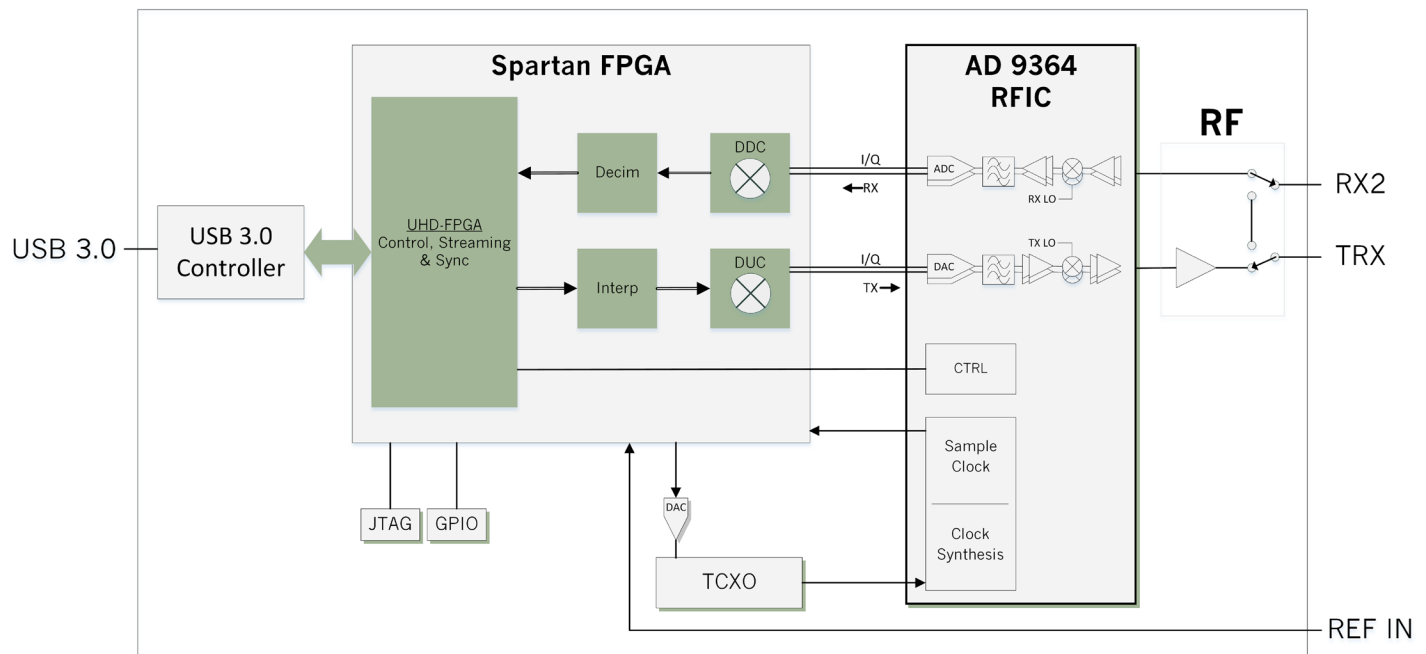 Spartan FPGA
AD 9364
RFIC
RF
DDC
I/Q
ADC
Decim
RX
RX LO
RX2
UHD-FPGA
Control, Streaming
& Sync
USB 3.0
USB 3.0
Controller
TX LO
DUC
I/Q
DAC
TRX
Interp
TX
CTRL
Sample
Clock
DAC
JTAG
GPIO
Clock
Synthesis
TCXO
REF IN